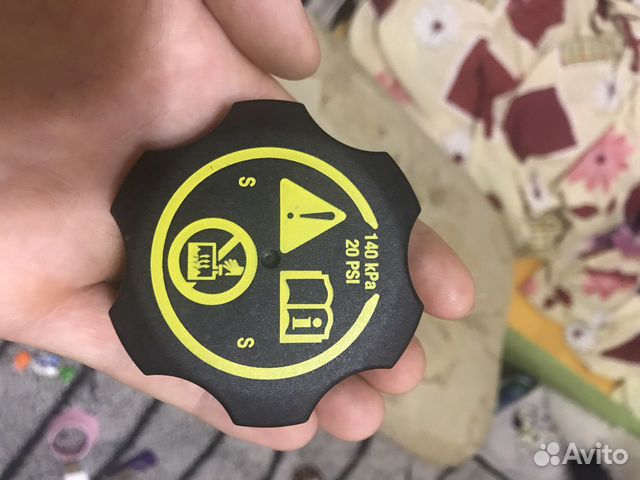 S
140 kPa
20 PSI
i
S
Avito